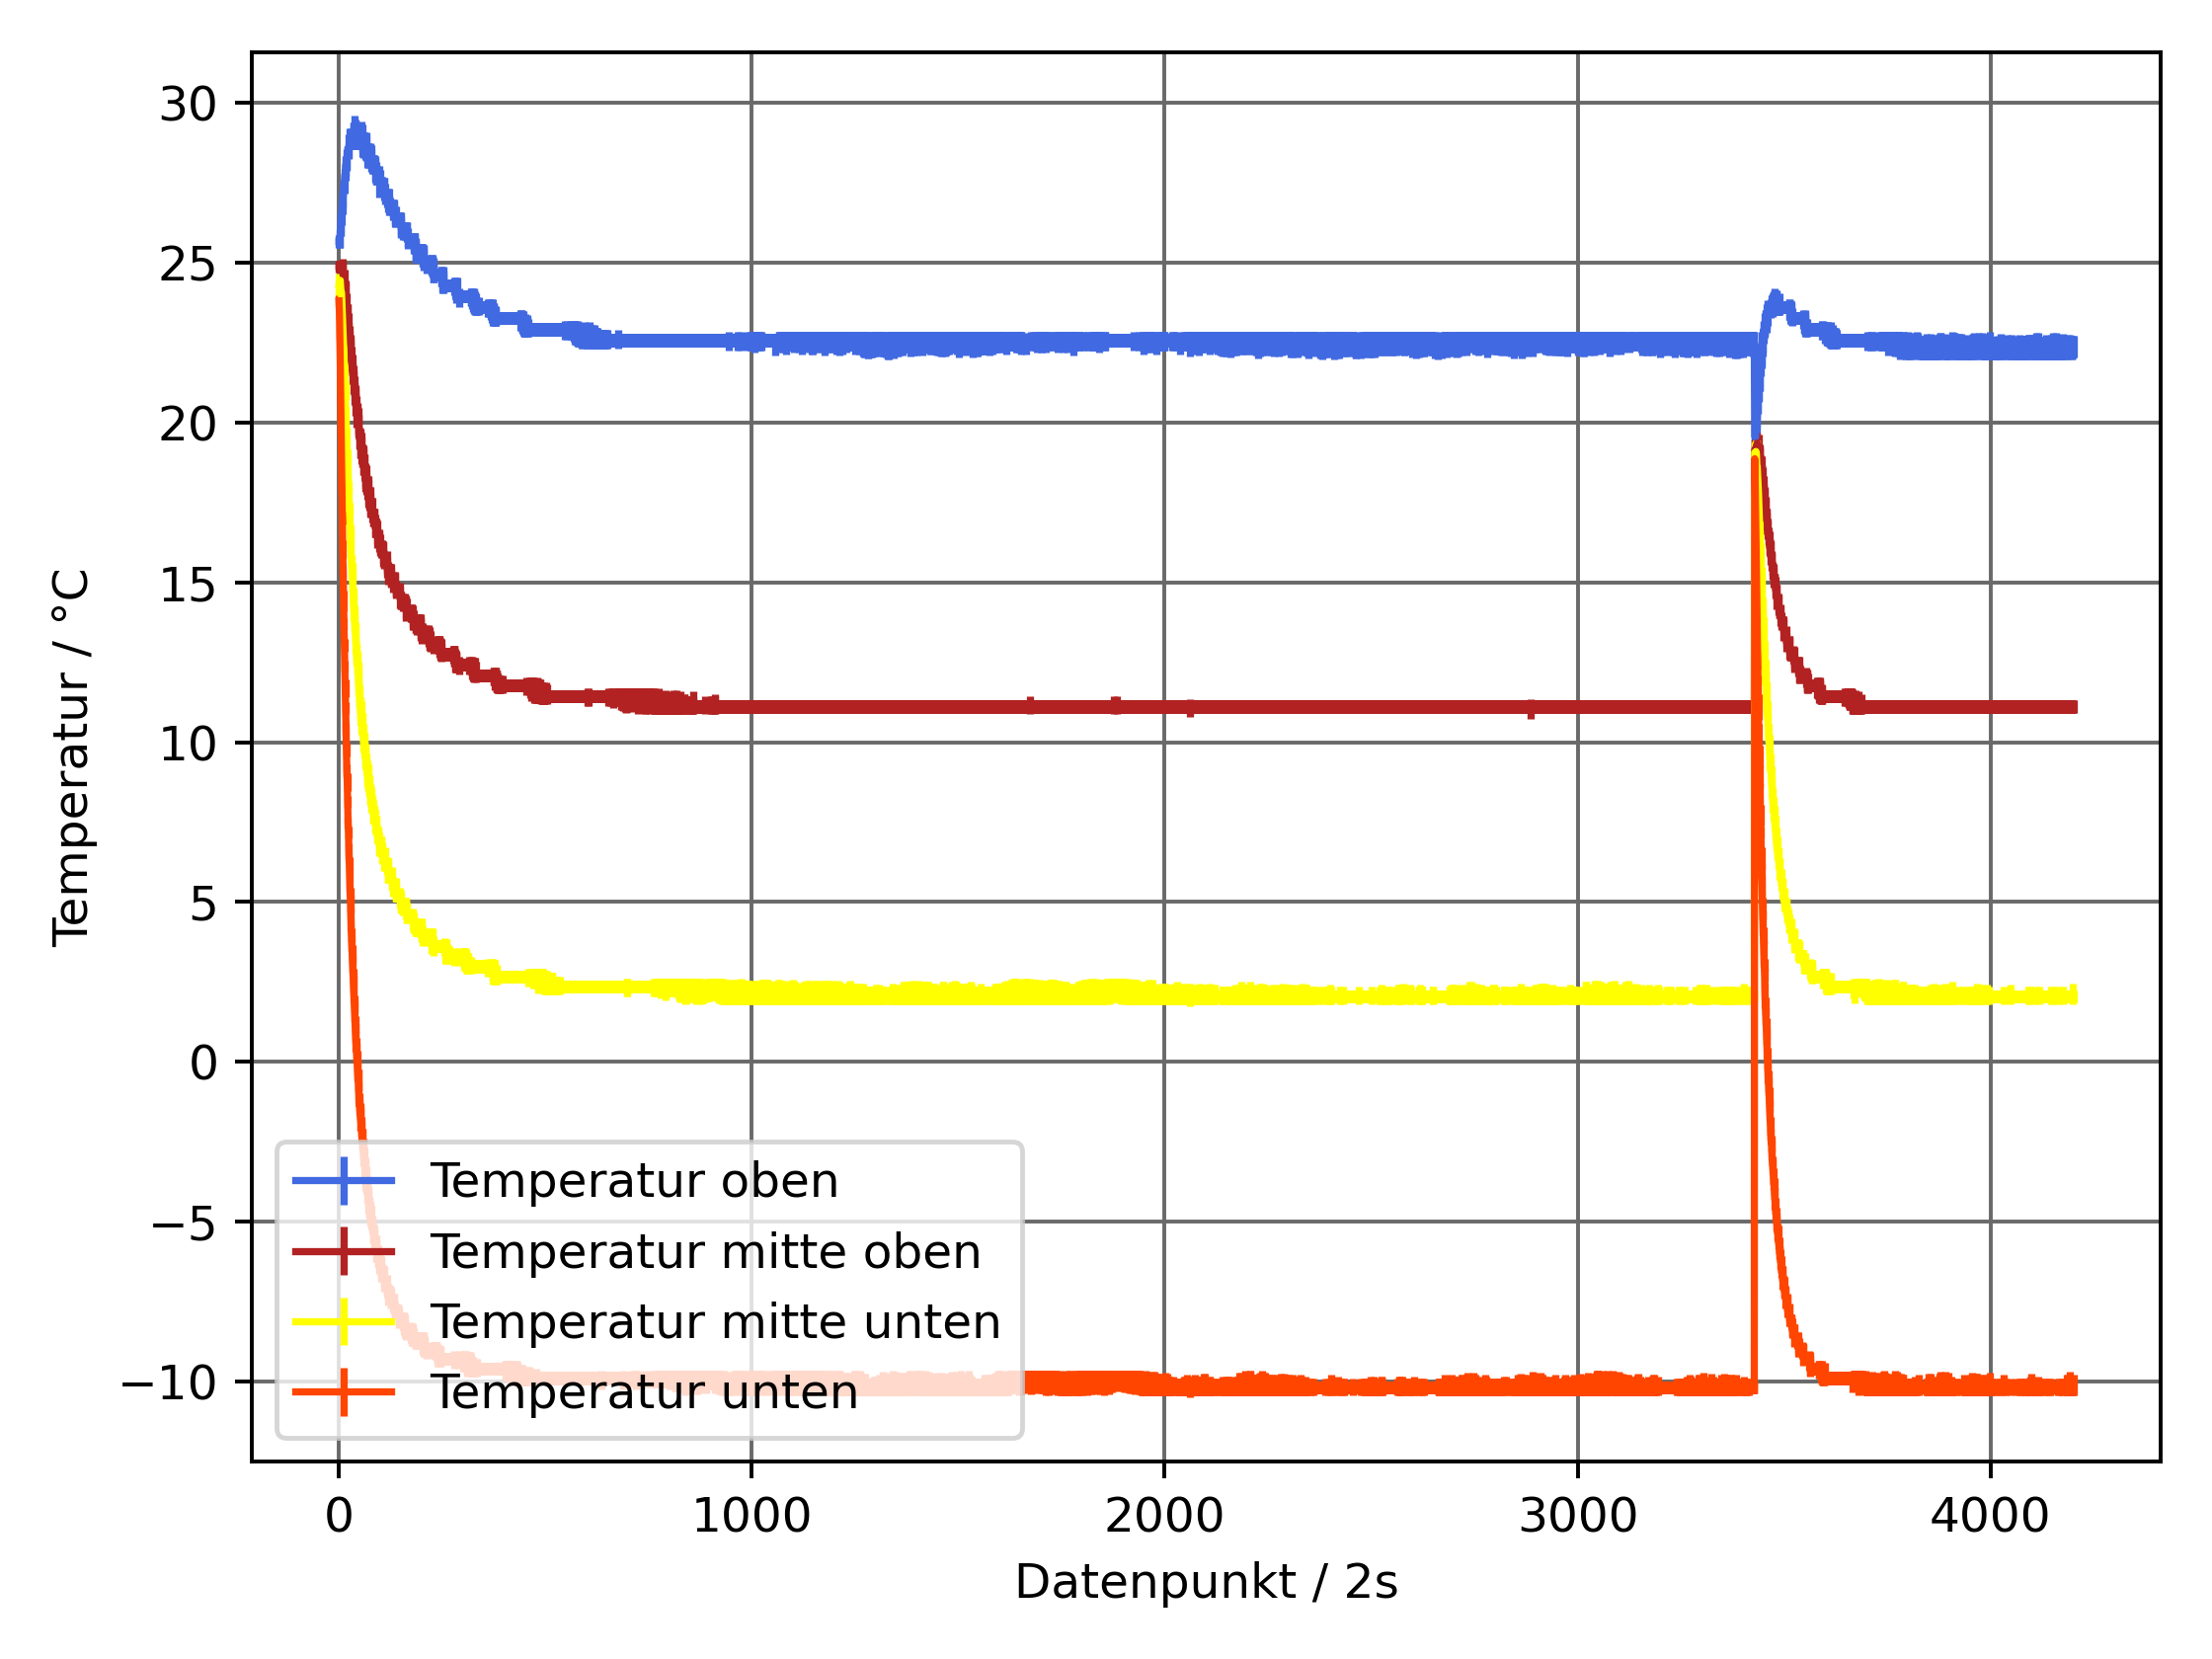 30
25
20
15
10
5
0
−5
−10
Temperatur / °C
Temperatur oben
Temperatur mitte oben
Temperatur mitte unten
Temperatur unten
0 1000 2000 3000 4000
Datenpunkt / 2s